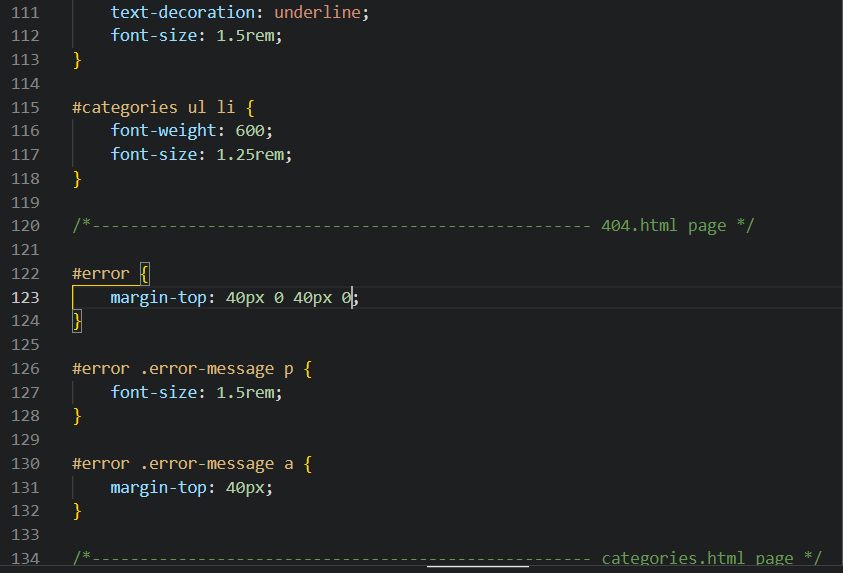 111 text-decoration: underline;
112 font-size: 1.5rem;
113 }
114
115 #categories ul li {
116 font-weight: 600;
117 font-size: 1.25rem;
118 }
119
120 /*---------------------------------------------------- 404.html page */
121
122 #error {
123 margin-top: 40px 0 40px 0;
124 }
125
126 #error .error-message p {
127 font-size: 1.5rem;
128 }
129
130 #error .error-message a {
131 margin-top: 40px;
132 }
133
134 /*---------------------------------------------------- categories.html page */